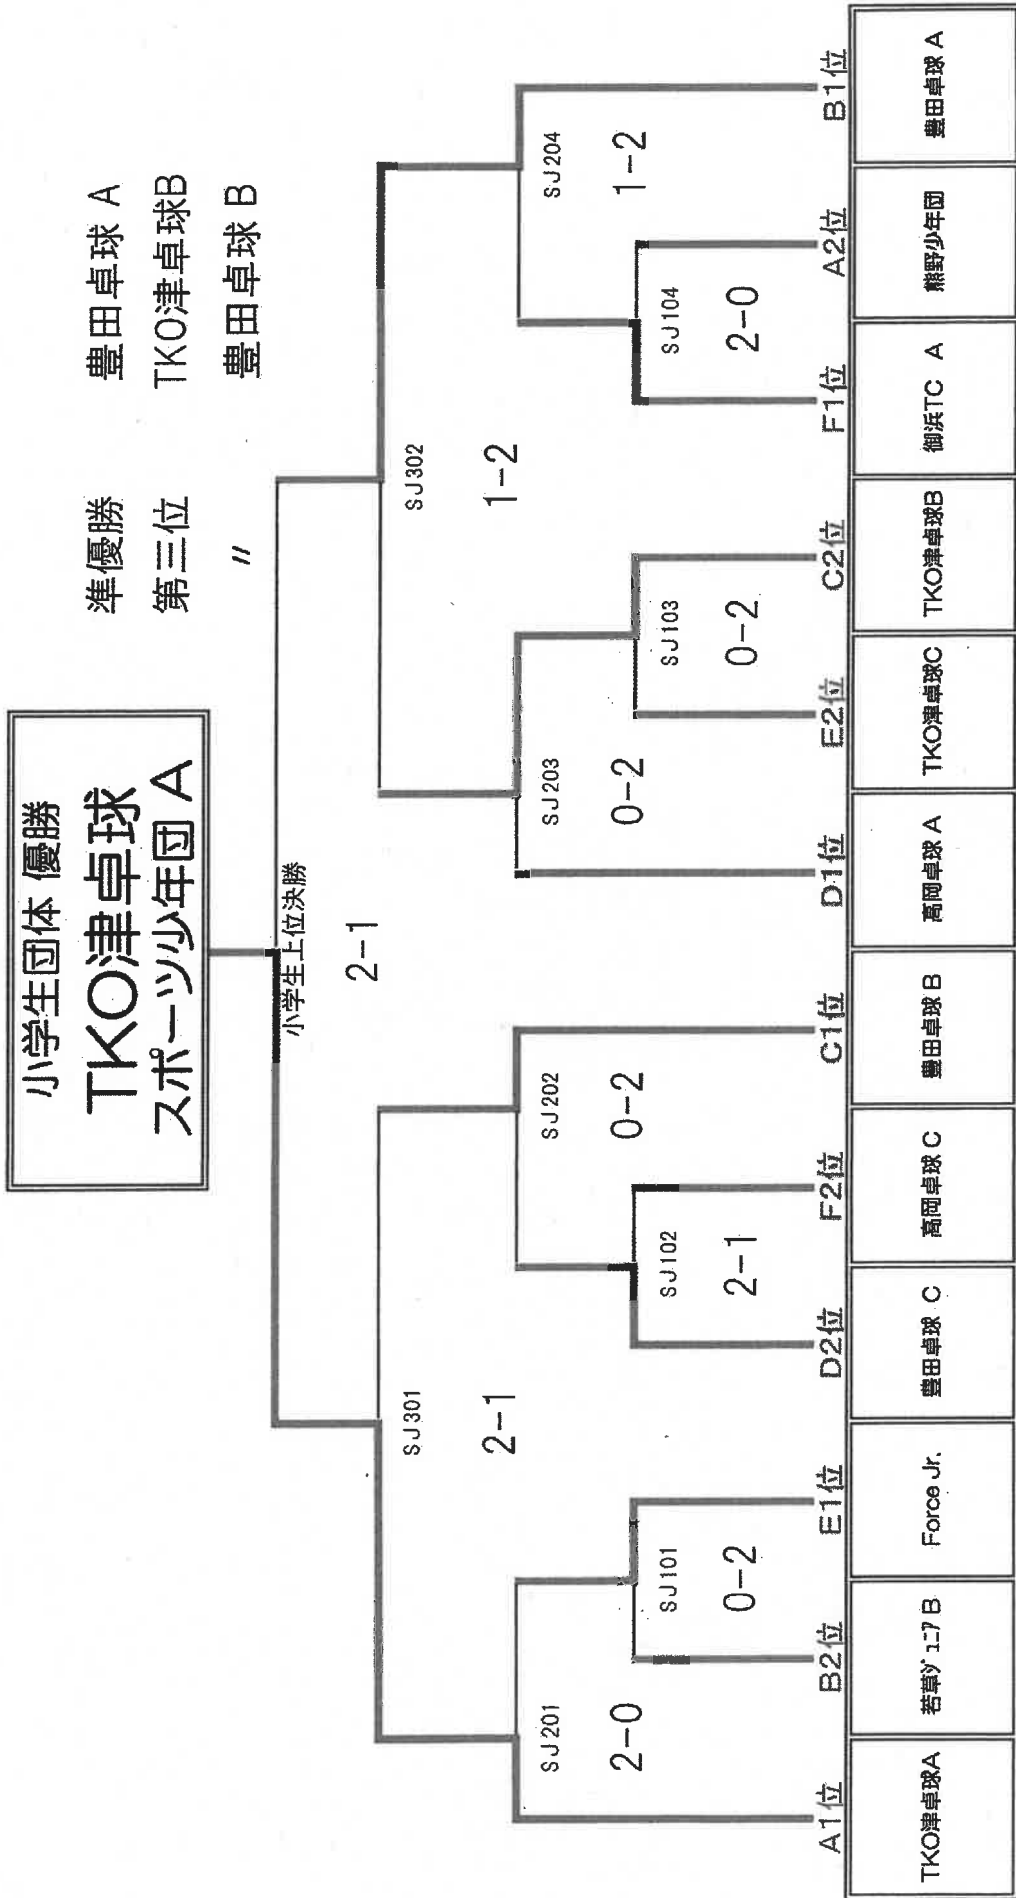 小学生団体 優勝
TKO津卓球
スポーツ少年団 A
準優勝 豊田卓球 A
第三位 TKO津卓球B
〃 豊田卓球 B
小学生上位決勝
2-1
SJ301
2-1
SJ302
1-2
SJ201
2-0
SJ202
0-2
SJ203
0-2
SJ204
1-2
SJ101
0-2
SJ102
2-1
SJ103
0-2
SJ104
2-0
A1位
B2位
E1位
D2位
F2位
C1位
D1位
E2位
C2位
F1位
A2位
B1位
TKO津卓球A
若草ｼﾞｭﾆｱB
Force Jr.
豊田卓球 C
高岡卓球 C
豊田卓球 B
高岡卓球 A
TKO津卓球C
TKO津卓球B
御浜TC A
熊野少年団
豊田卓球 A